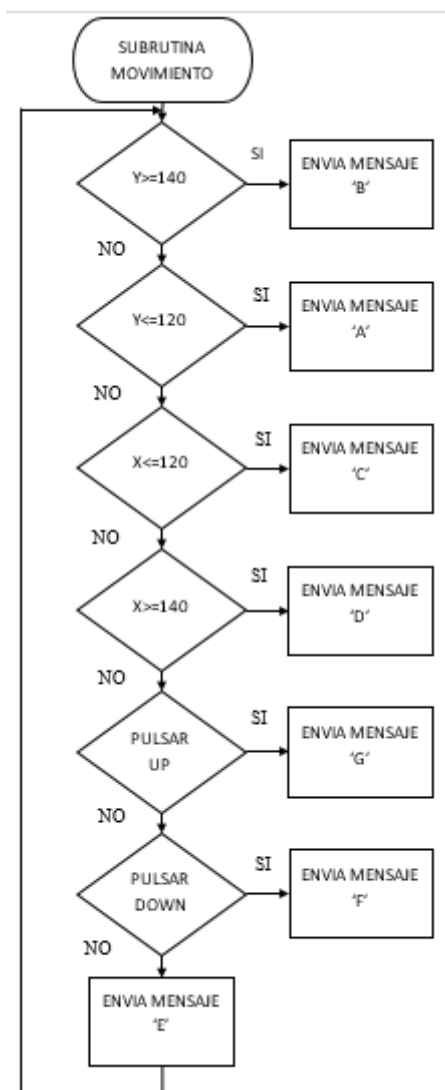 SUBRUTINA
MOVIMIENTO
Y>=140
SI
ENVIA MENSAJE
'B'
NO
Y<=120
SI
ENVIA MENSAJE
'A'
NO
X<=120
SI
ENVIA MENSAJE
'C'
NO
X>=140
SI
ENVIA MENSAJE
'D'
NO
PULSAR
UP
SI
ENVIA MENSAJE
'G'
NO
PULSAR
DOWN
SI
ENVIA MENSAJE
'F'
NO
ENVIA MENSAJE
'E'